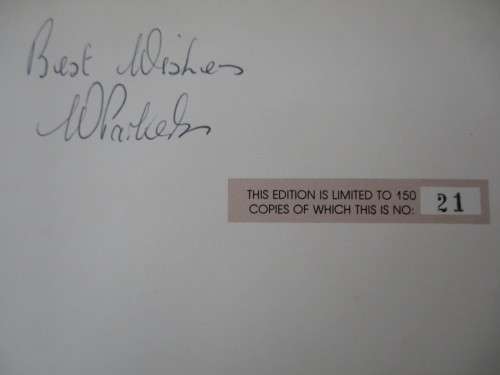 Best Wishes
THIS EDITION IS LIMITED TO 150
COPIES OF WHICH THIS IS NO: 21